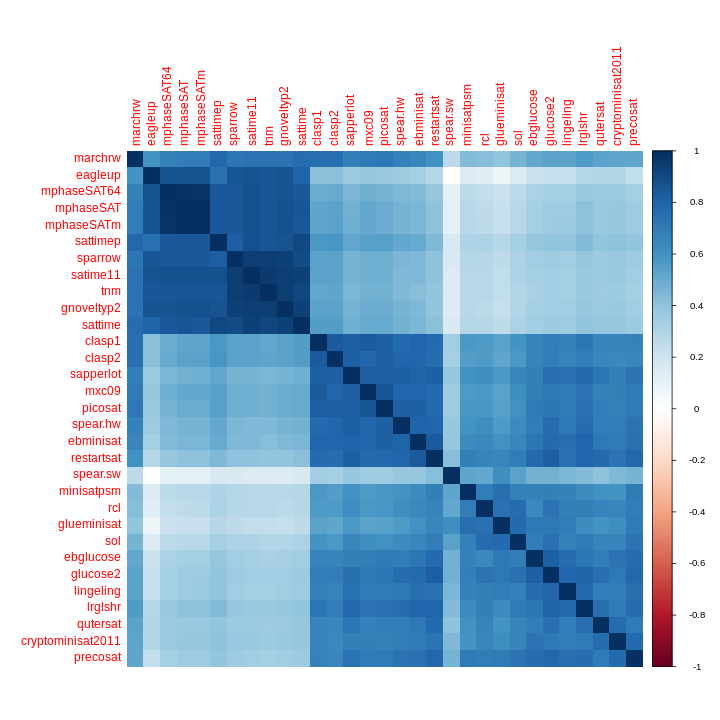 marchrw
eagleup
mphaseSAT64
mphaseSAT
mphaseSATm
sattimep
sparrow
satime11
tnm
gnoveltyp2
sattime
clasp1
clasp2
sapperlot
mxc09
picosat
spear.hw
ebminisat
restartsat
spear.sw
minisatpsm
rcl
glueminisat
sol
ebglucose
glucose2
lingeling
lrglshr
qutersat
cryptominisat2011
precosat
marchrw
eagleup
mphaseSAT64
mphaseSAT
mphaseSATm
sattimep
sparrow
satime11
tnm
gnoveltyp2
sattime
clasp1
clasp2
sapperlot
mxc09
picosat
spear.hw
ebminisat
restartsat
spear.sw
minisatpsm
rcl
glueminisat
sol
ebglucose
glucose2
lingeling
lrglshr
qutersat
cryptominisat2011
precosat
1
0.8
0.6
0.4
0.2
0
-0.2
-0.4
-0.6
-0.8
-1